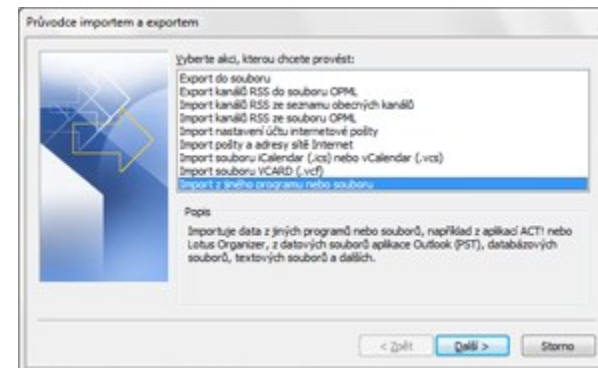 Průvodce importem a exportem
Vyberte akci, kterou chcete provést:
Export do souboru
Export kanálů RSS do souboru OPML
Import kanálů RSS ze seznamu obecných kanálů
Import kanálů RSS ze souboru OPML
Import nastavení účtu internetové pošty
Import pošty a adresy sítě Internet
Import souboru iCalendar (.ics) nebo vCalendar (.vcs)
Import souboru VCARD (.vcf)
Import z jiného programu nebo souboru
Popis
Importuje data z jiných programů nebo souborů, například z aplikací ACT! nebo
Lotus Organizer, z datových souborů aplikace Outlook (PST), databázových
souborů, textových souborů a dalších.
< Zpět Další > Storno